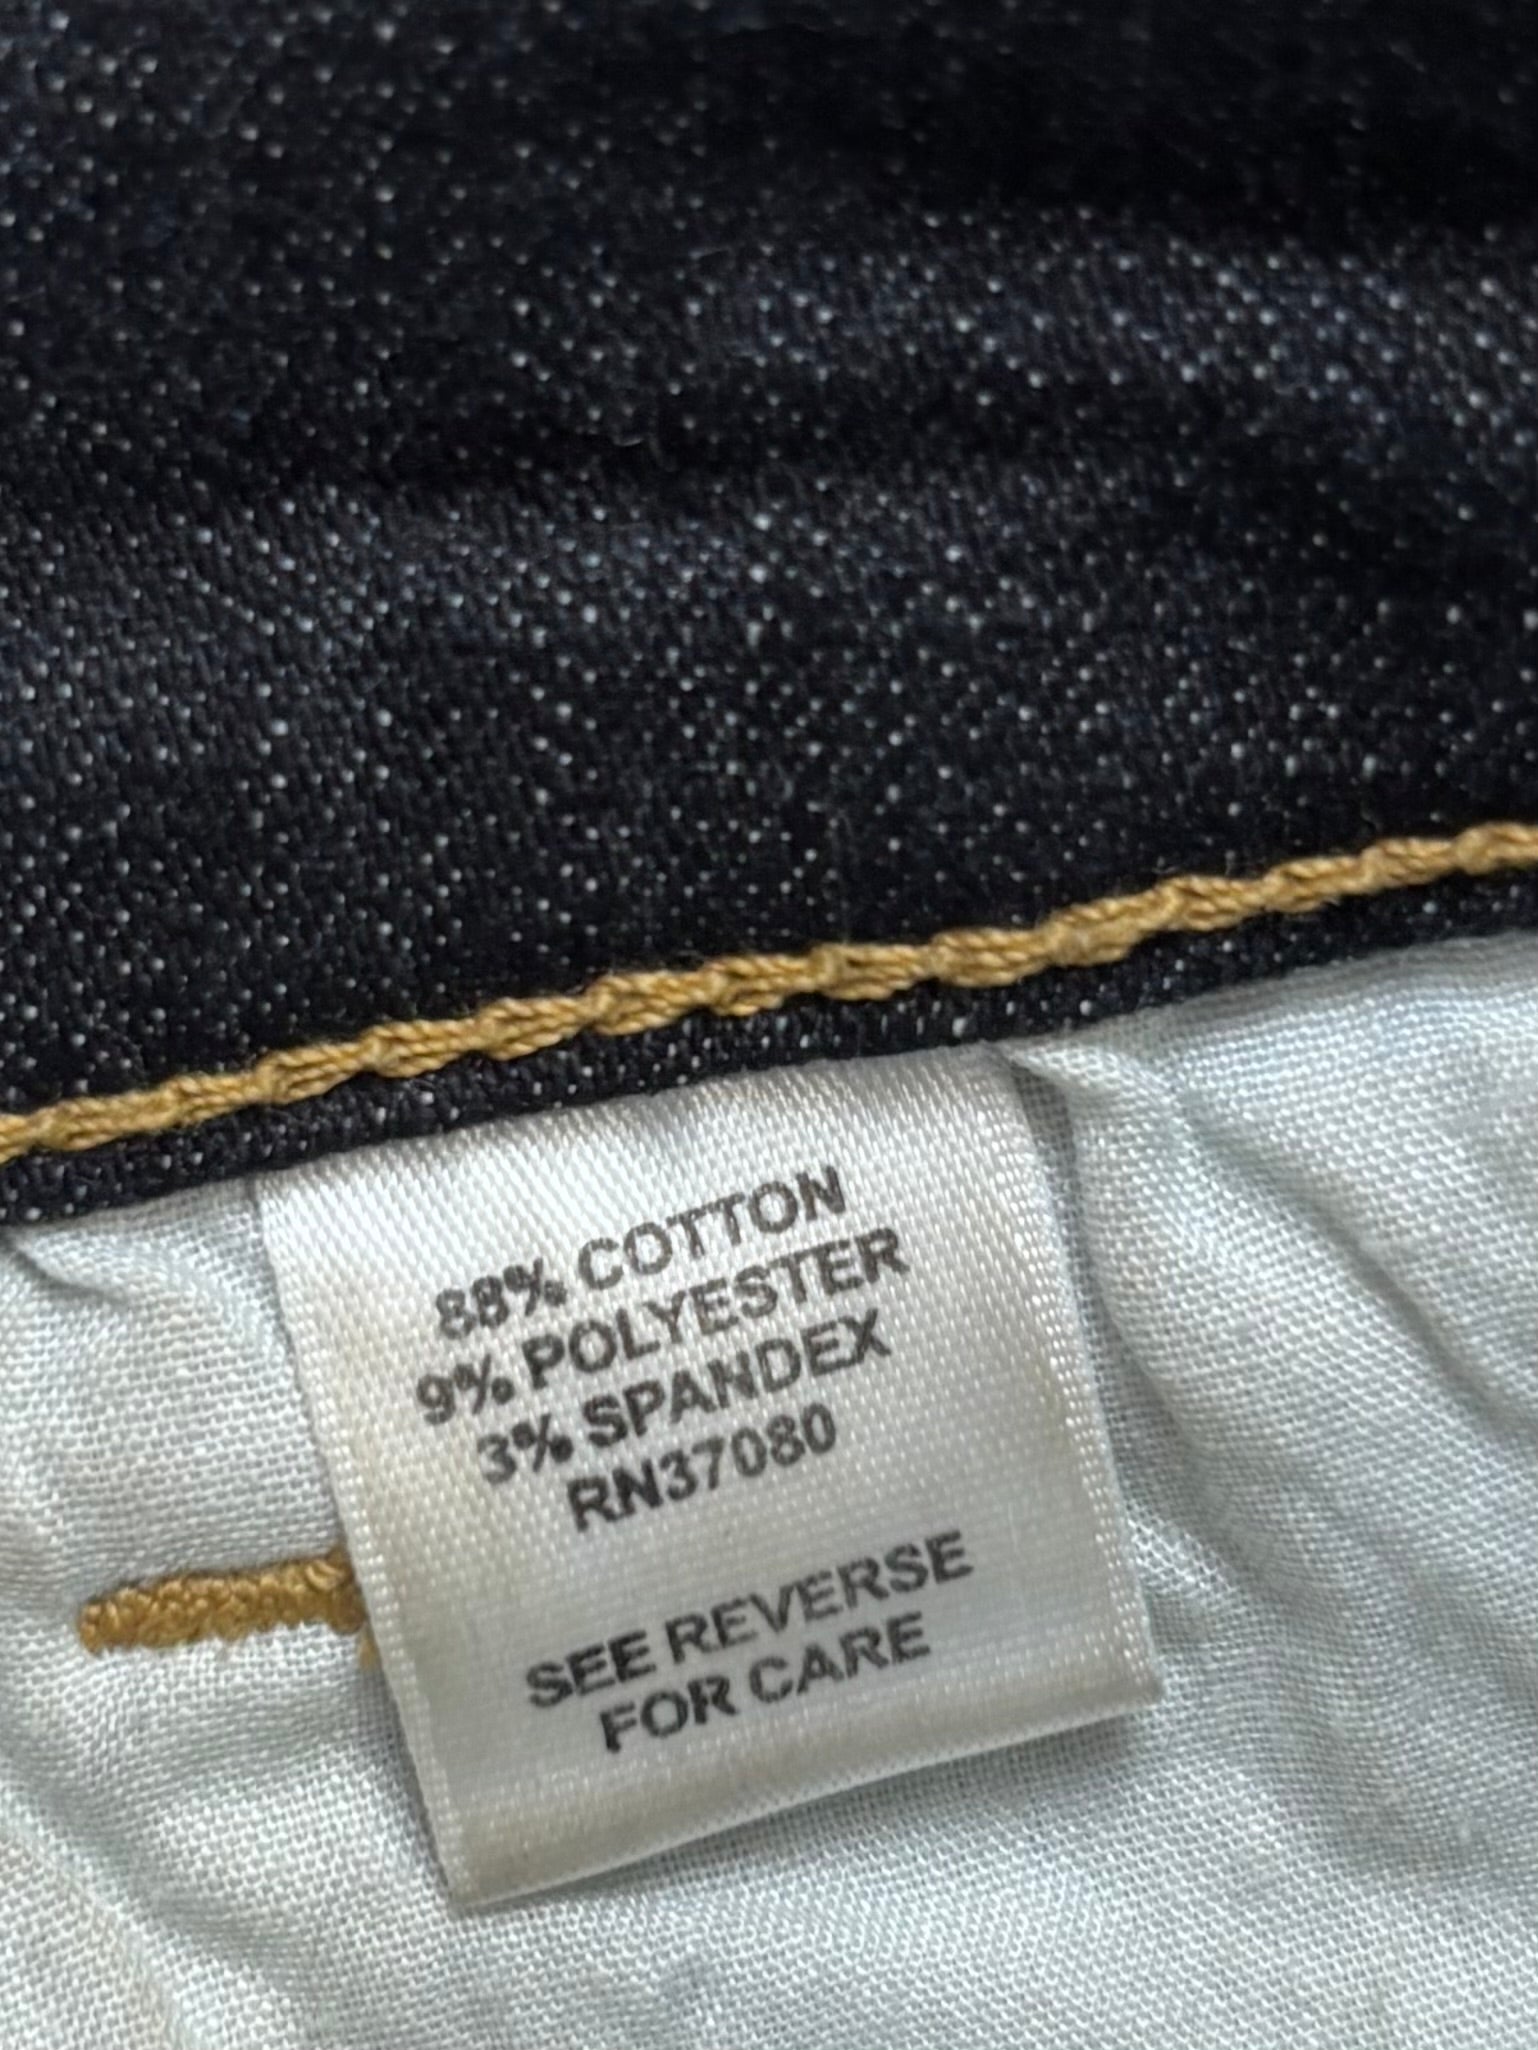 88% COTTON
9% POLYESTER
3% SPANDEX
RN37080
SEE REVERSE
FOR CARE